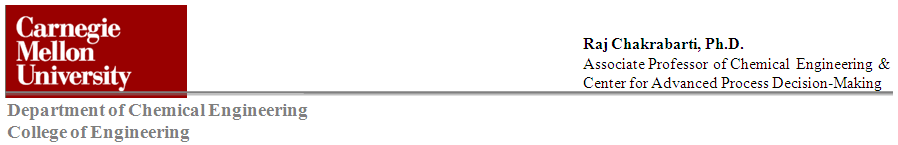 Carnegie
Mellon
University
Raj Chakrabarti, Ph.D.
Associate Professor of Chemical Engineering &
Center for Advanced Process Decision-Making
Department of Chemical Engineering
College of Engineering